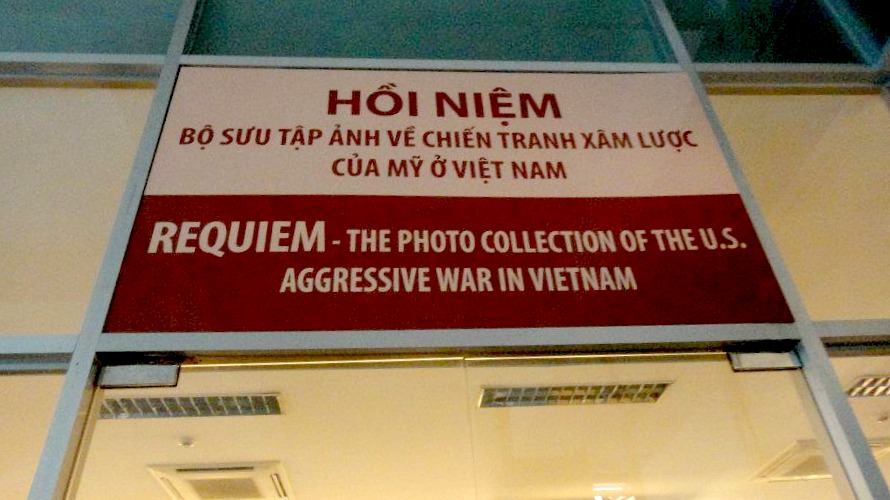 HỒI NIỆM
BỘ SƯU TẬP ẢNH VỀ CHIẾN TRANH XÂM LƯỢC
CỦA MỸ Ở VIỆT NAM
REQUIEM - THE PHOTO COLLECTION OF THE U.S.
AGGRESSIVE WAR IN VIETNAM